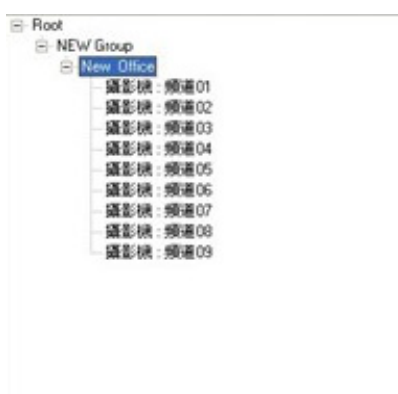 Root
NEW Group
New Office
攝影機 : 頻道01
攝影機 : 頻道02
攝影機 : 頻道03
攝影機 : 頻道04
攝影機 : 頻道05
攝影機 : 頻道06
攝影機 : 頻道07
攝影機 : 頻道08
攝影機 : 頻道09